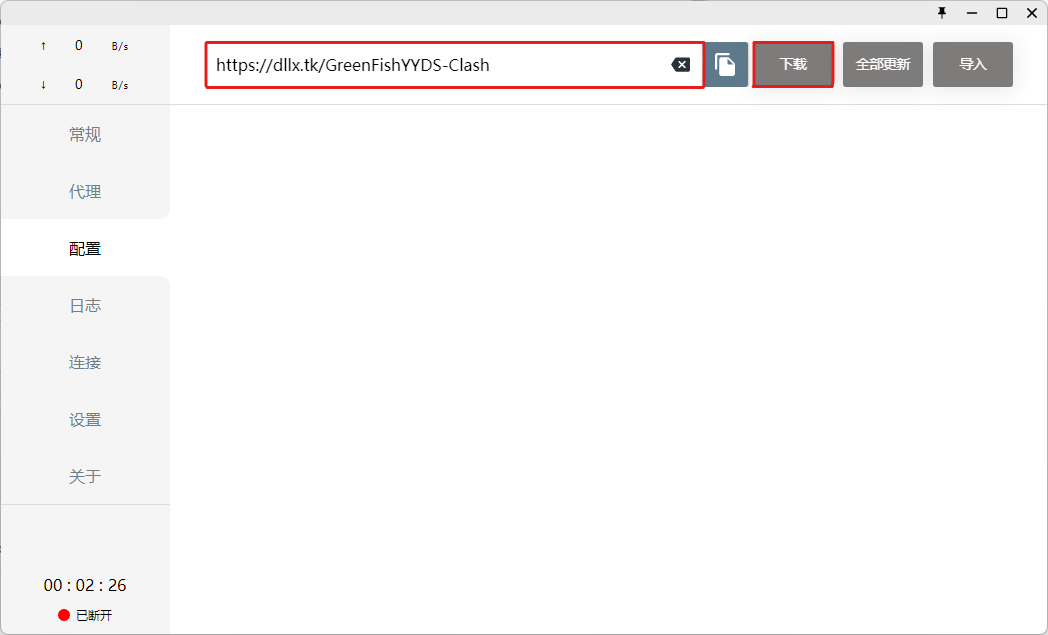 ↑ 0 B/s
↓ 0 B/s
https://dllx.tk/GreenFishYYDS-Clash
下载
全部更新
导入
常规
代理
配置
日志
连接
设置
关于
00 : 02 : 26
已断开